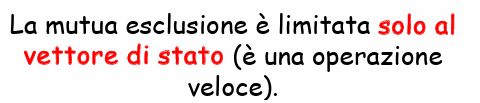 La mutua esclusione è limitata solo al
vettore di stato (è una operazione
veloce).